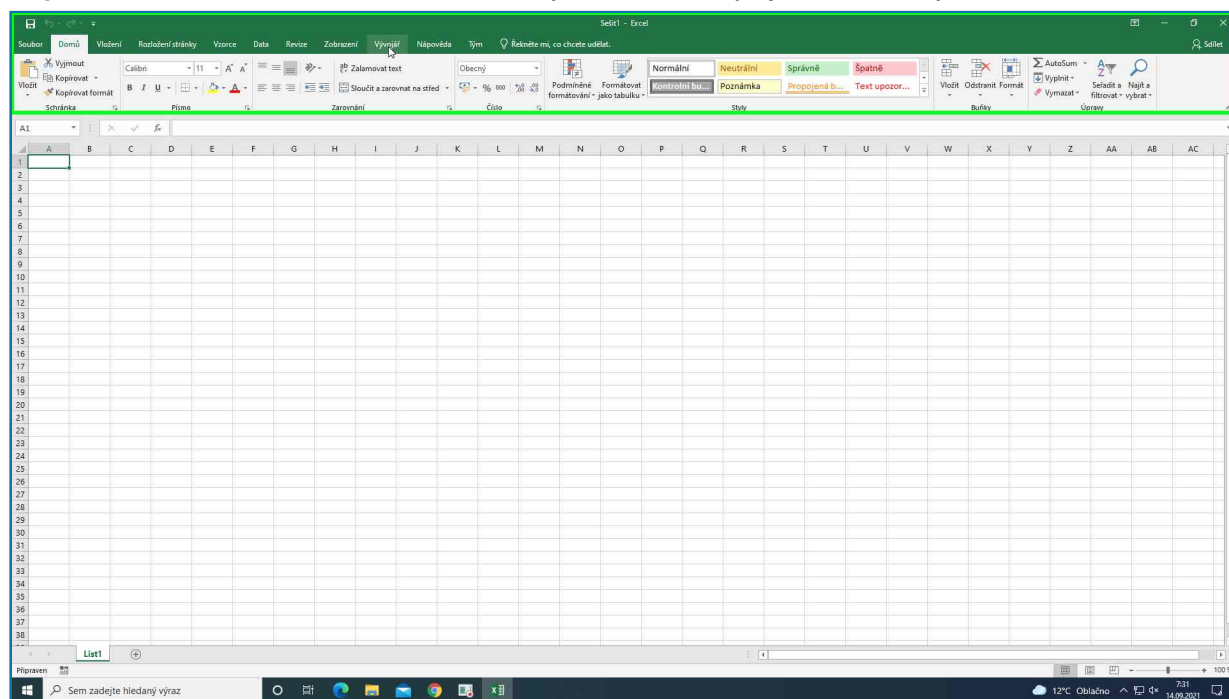 Sešit1 - Excel
Soubor Domů Vložení Rozložení stránky Vzorce Data Revize Zobrazení Vývojář Nápověda Tým Řekněte mi, co chcete udělat. Sdílet
Vložit
Vyjmout
Kopírovat
Kopírovat formát
Schránka
Calibri 11
B I U
Písmo
Zalamovat text
Sloučit a zarovnat na střed
Zarovnání
Obecný
% 000
Číslo
Podmíněné formátování
Formátovat jako tabulku
Normální Neutrální Správně Špatně
Kontrolní bu... Poznámka Propojená b... Text upozor...
Styly
Vložit Odstranit Formát
Buňky
AutoSum
Vyplnit
Vymazat
Seřadit a filtrovat
Najít a vybrat
Úpravy
A1 fx
A B C D E F G H I J K L M N O P Q R S T U V W X Y Z AA AB AC
1
2
3
4
5
6
7
8
9
10
11
12
13
14
15
16
17
18
19
20
21
22
23
24
25
26
27
28
29
30
31
32
33
34
35
36
37
38
List1
Připraven 100
Sem zadejte hledaný výraz
12°C Oblačno
7:31
14.09.2021